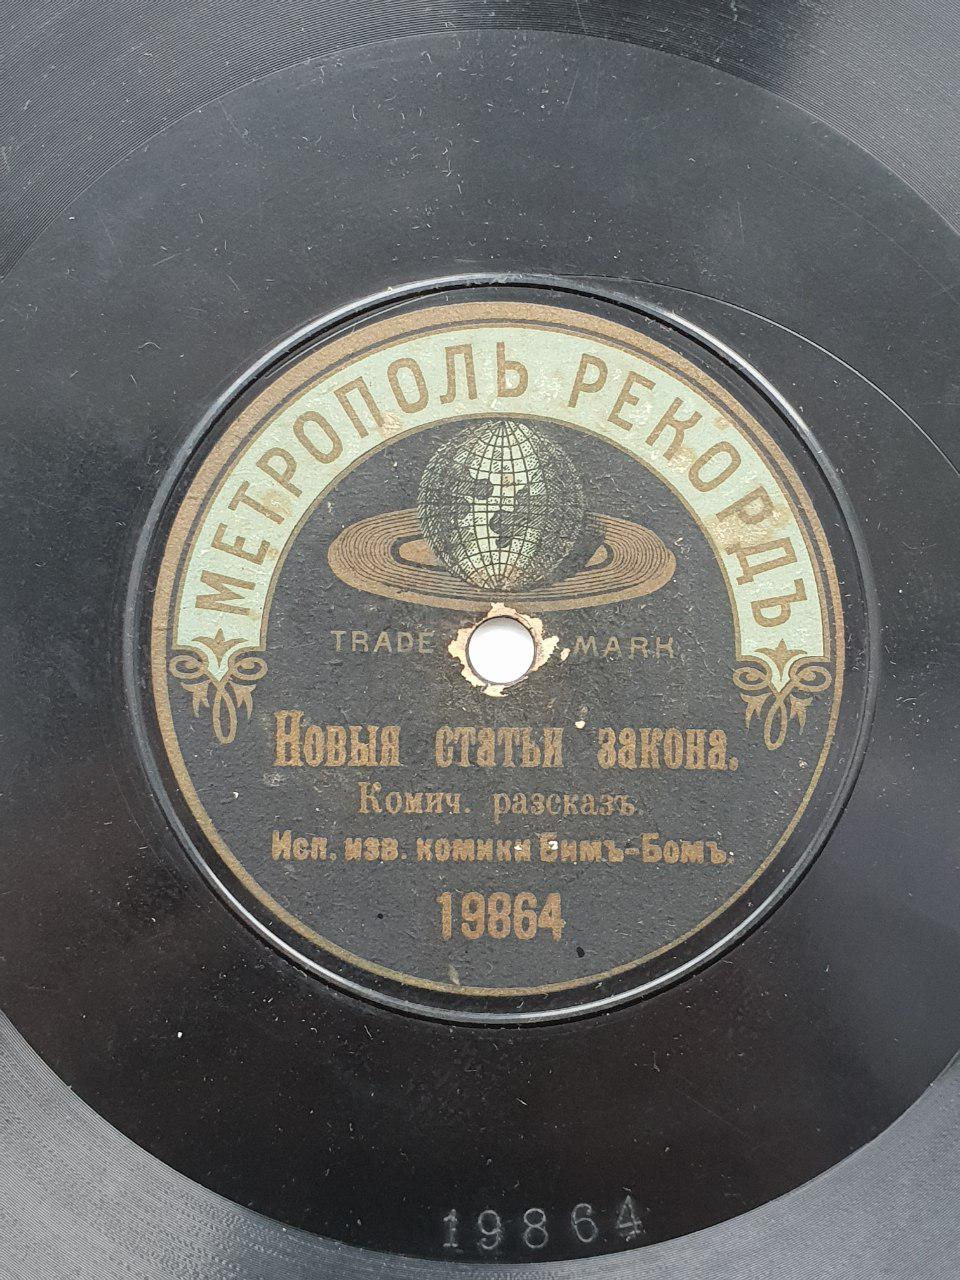 МЕТРОПОЛЬ РЕКОРДЪ
TRADE MARK
Новыя статьи закона.
Комич. разсказъ.
Исп. изв. комики Бимъ-Бомъ.
19864
19864